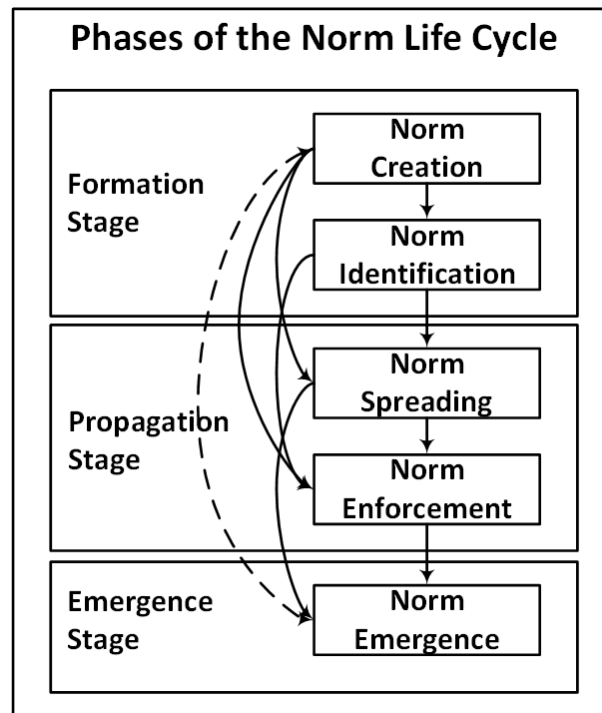 Phases of the Norm Life Cycle
Formation
Stage
Norm
Creation
Norm
Identification
Propagation
Stage
Norm
Spreading
Norm
Enforcement
Emergence
Stage
Norm
Emergence